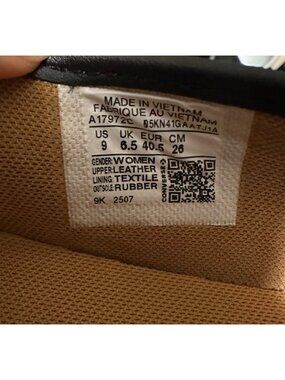 MADE IN VIETNAM
FABRIQUE AU VIETNAM
A17972C 05KN41GAATJ1A
US UK EUR CM
9 6.5 40.5 26
GENDER: WOMEN
UPPER: LEATHER
LINING: TEXTILE
OUTSOLE: RUBBER
CONVERSE
9K 2507